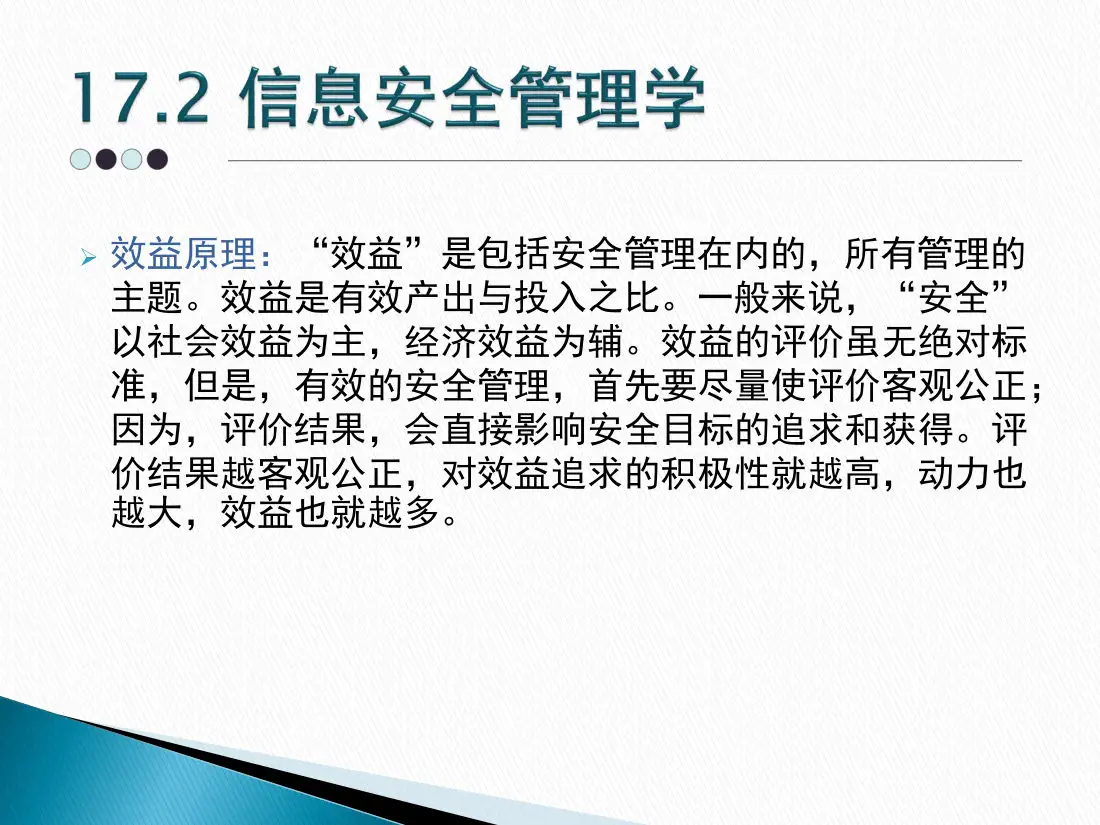 17.2 信息安全管理学
效益原理：“效益”是包括安全管理在内的，所有管理的
主题。效益是有效产出与投入之比。一般来说，“安全”
以社会效益为主，经济效益为辅。效益的评价虽无绝对标
准，但是，有效的安全管理，首先要尽量使评价客观公正；
因为，评价结果，会直接影响安全目标的追求和获得。评
价结果越客观公正，对效益追求的积极性就越高，动力也
越大，效益也就越多。